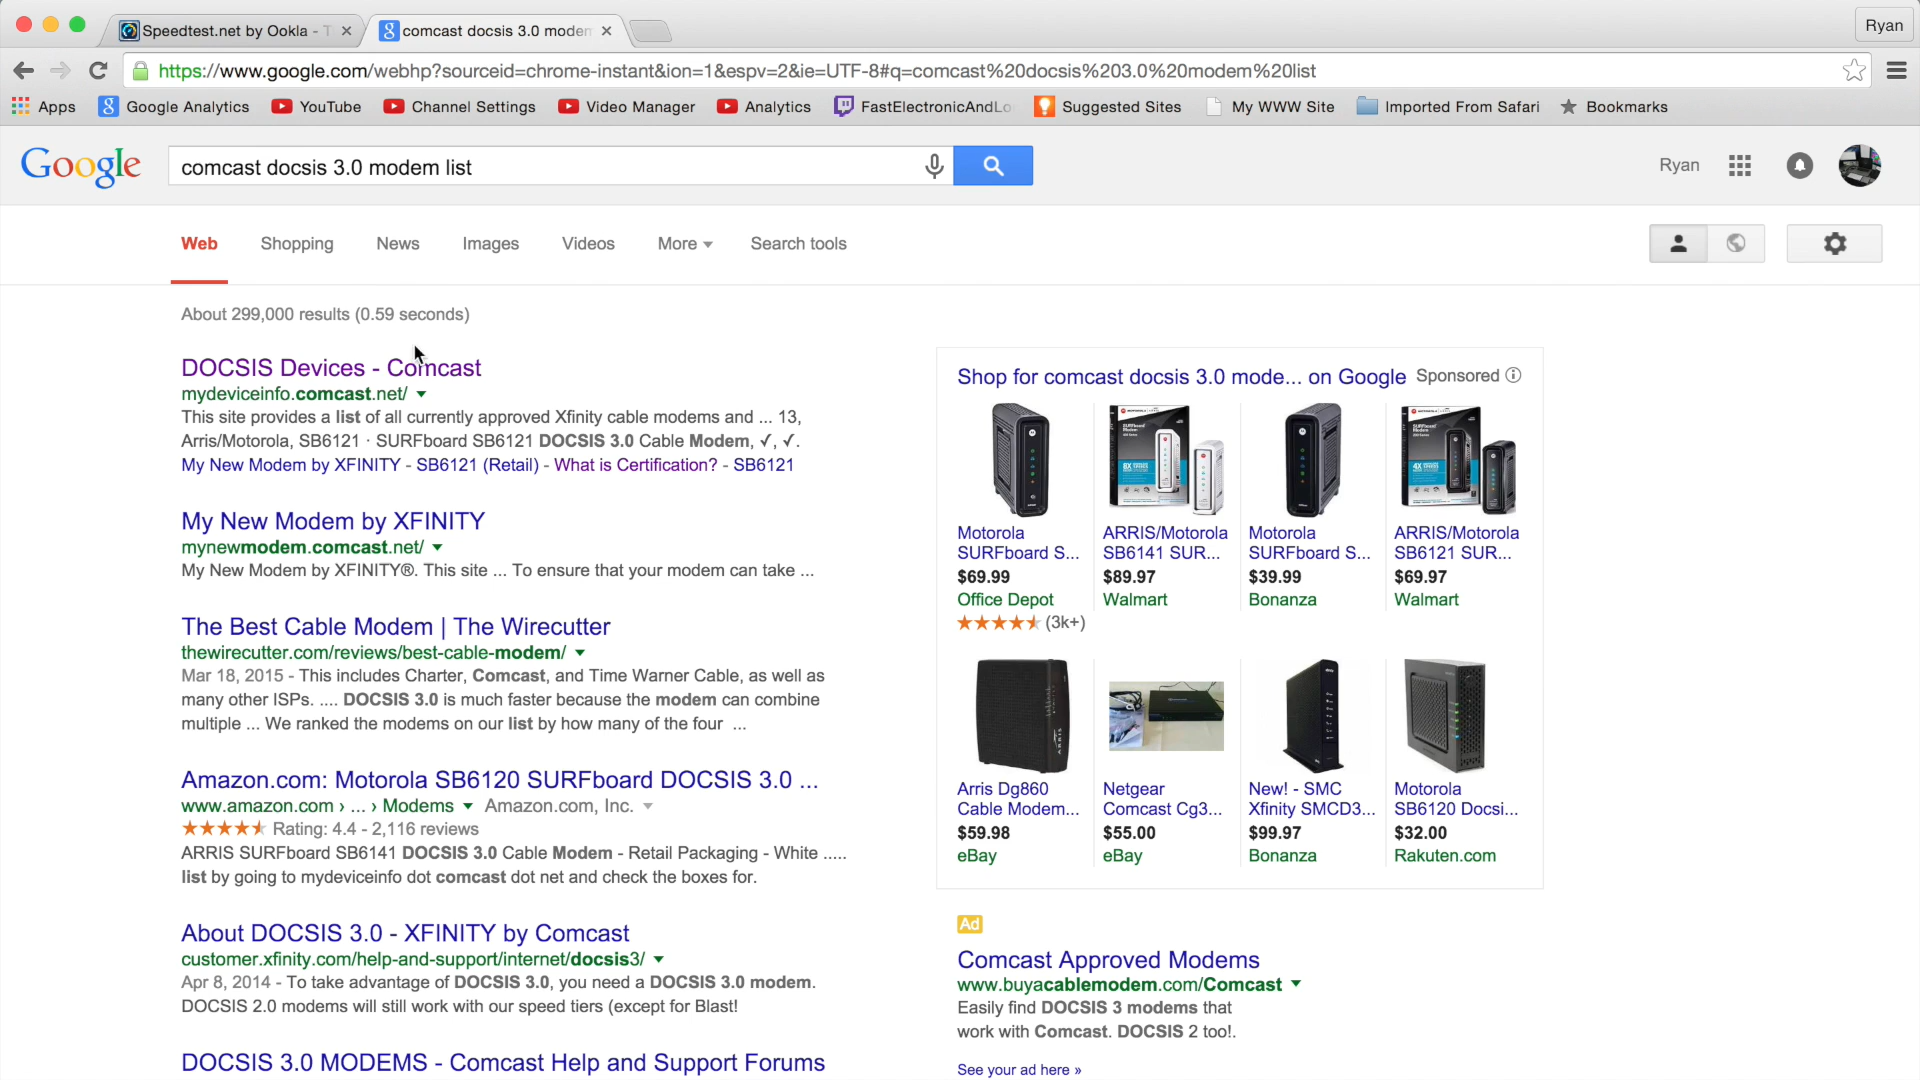 Speedtest.net by Ookla - T
comcast docsis 3.0 moder
Ryan
https://www.google.com/webhp?sourceid=chrome-instant&ion=1&espv=2&ie=UTF-8#q=comcast%20docsis%203.0%20modem%20list
Apps
Google Analytics
YouTube
Channel Settings
Video Manager
Analytics
FastElectronicAndLo
Suggested Sites
My WWW Site
Imported From Safari
Bookmarks
Google
comcast docsis 3.0 modem list
Ryan
Web
Shopping
News
Images
Videos
More
Search tools
About 299,000 results (0.59 seconds)
DOCSIS Devices - Comcast
mydeviceinfo.comcast.net/
This site provides a list of all currently approved Xfinity cable modems and ... 13,
Arris/Motorola, SB6121 · SURFboard SB6121 DOCSIS 3.0 Cable Modem, ✓, ✓.
My New Modem by XFINITY - SB6121 (Retail) - What is Certification? - SB6121
My New Modem by XFINITY
mynewmodem.comcast.net/
My New Modem by XFINITY®. This site ... To ensure that your modem can take ...
The Best Cable Modem | The Wirecutter
thewirecutter.com/reviews/best-cable-modem/
Mar 18, 2015 - This includes Charter, Comcast, and Time Warner Cable, as well as
many other ISPs. .... DOCSIS 3.0 is much faster because the modem can combine
multiple ... We ranked the modems on our list by how many of the four ...
Amazon.com: Motorola SB6120 SURFboard DOCSIS 3.0 ...
www.amazon.com › ... › Modems Amazon.com, Inc.
Rating: 4.4 - 2,116 reviews
ARRIS SURFboard SB6141 DOCSIS 3.0 Cable Modem - Retail Packaging - White .....
list by going to mydeviceinfo dot comcast dot net and check the boxes for.
About DOCSIS 3.0 - XFINITY by Comcast
customer.xfinity.com/help-and-support/internet/docsis3/
Apr 8, 2014 - To take advantage of DOCSIS 3.0, you need a DOCSIS 3.0 modem.
DOCSIS 2.0 modems will still work with our speed tiers (except for Blast!
DOCSIS 3.0 MODEMS - Comcast Help and Support Forums
Shop for comcast docsis 3.0 mode... on Google Sponsored
Motorola
SURFboard S...
$69.99
Office Depot
(3k+)
ARRIS/Motorola
SB6141 SUR...
$89.97
Walmart
Motorola
SURFboard S...
$39.99
Bonanza
ARRIS/Motorola
SB6121 SUR...
$69.97
Walmart
Arris Dg860
Cable Modem...
$59.98
eBay
Netgear
Comcast Cg3...
$55.00
eBay
New! - SMC
Xfinity SMCD3...
$99.97
Bonanza
Motorola
SB6120 Docsi...
$32.00
Rakuten.com
Ad
Comcast Approved Modems
www.buyacablemodem.com/Comcast
Easily find DOCSIS 3 modems that
work with Comcast. DOCSIS 2 too!.
See your ad here »